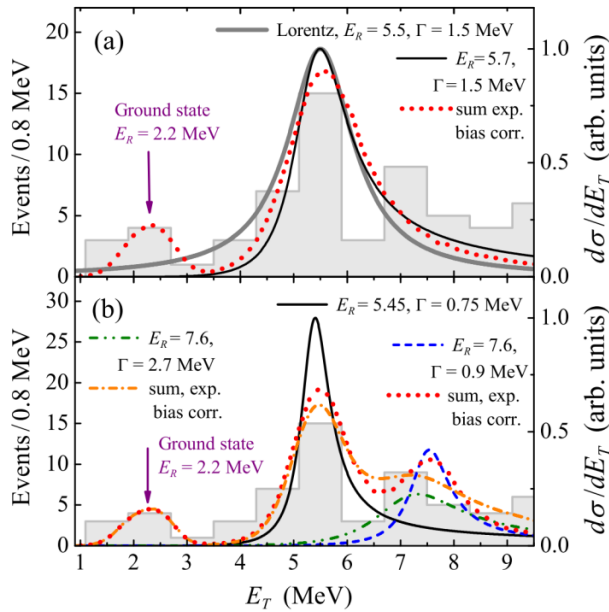 (a)
Lorentz, E_R = 5.5, Γ = 1.5 MeV
E_R = 5.7,
Γ = 1.5 MeV
sum exp.
bias corr.
Ground state
E_R = 2.2 MeV
Events / 0.8 MeV
20
15
10
5
0
1.0
0.5
0.0
dσ/dE_T (arb. units)
(b)
E_R = 5.45, Γ = 0.75 MeV
E_R = 7.6,
Γ = 2.7 MeV
sum, exp.
bias corr.
E_R = 7.6,
Γ = 0.9 MeV
sum, exp.
bias corr.
Ground state
E_R = 2.2 MeV
Events / 0.8 MeV
30
25
20
15
10
5
0
1.0
0.5
0.0
dσ/dE_T (arb. units)
1 2 3 4 5 6 7 8 9
E_T (MeV)